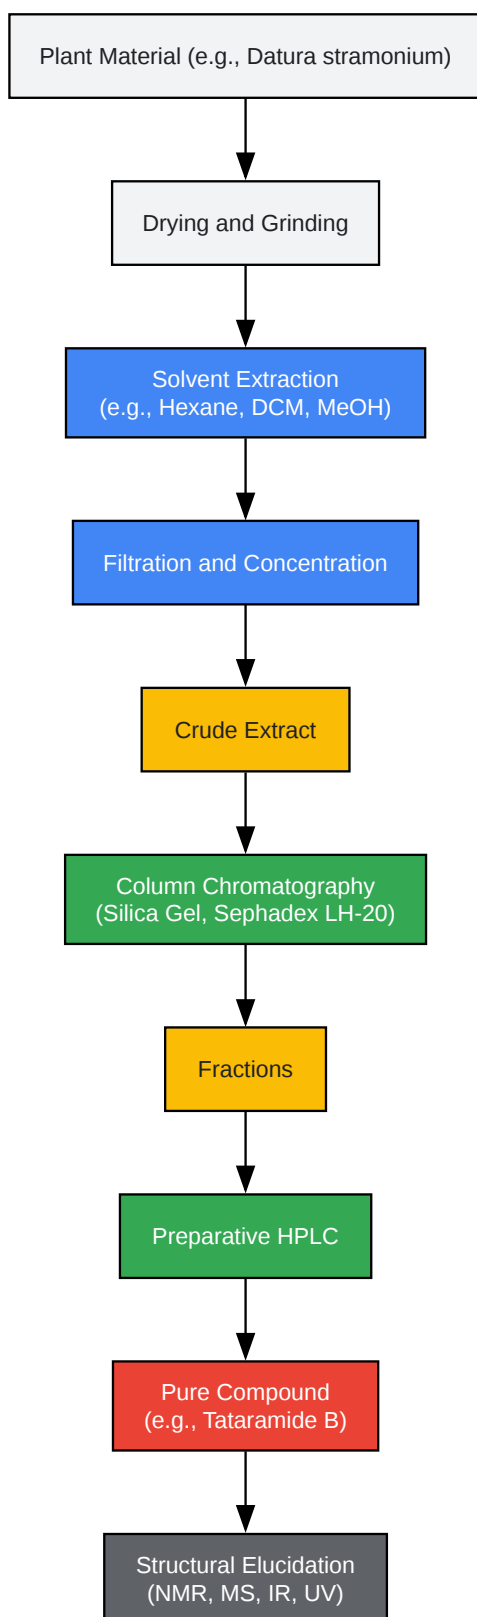 Plant Material (e.g., Datura stramonium)
Drying and Grinding
Solvent Extraction
(e.g., Hexane, DCM, MeOH)
Filtration and Concentration
Crude Extract
Column Chromatography
(Silica Gel, Sephadex LH-20)
Fractions
Preparative HPLC
Pure Compound
(e.g., Tataramide B)
Structural Elucidation
(NMR, MS, IR, UV)